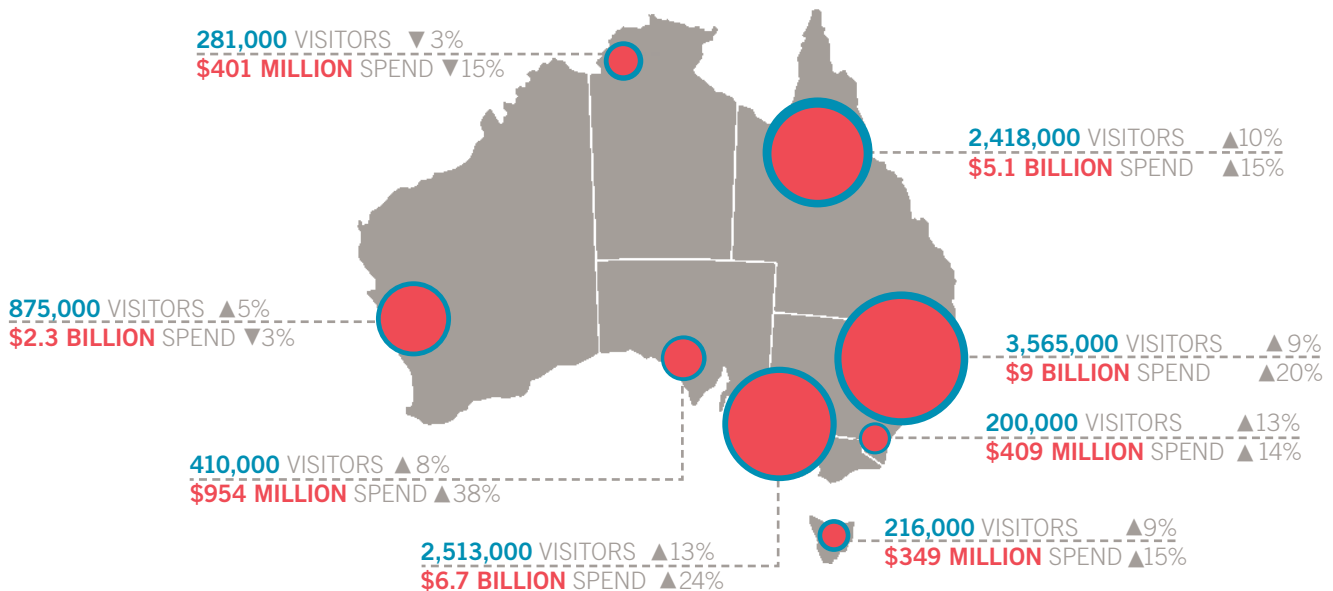 281,000 VISITORS ▼ 3%
$401 MILLION SPEND ▼15%
2,418,000 VISITORS ▲10%
$5.1 BILLION SPEND ▲15%
875,000 VISITORS ▲5%
$2.3 BILLION SPEND ▼3%
3,565,000 VISITORS ▲9%
$9 BILLION SPEND ▲20%
200,000 VISITORS ▲13%
$409 MILLION SPEND ▲ 14%
410,000 VISITORS ▲ 8%
$954 MILLION SPEND ▲38%
216,000 VISITORS ▲9%
$349 MILLION SPEND ▲15%
2,513,000 VISITORS ▲13%
$6.7 BILLION SPEND ▲24%